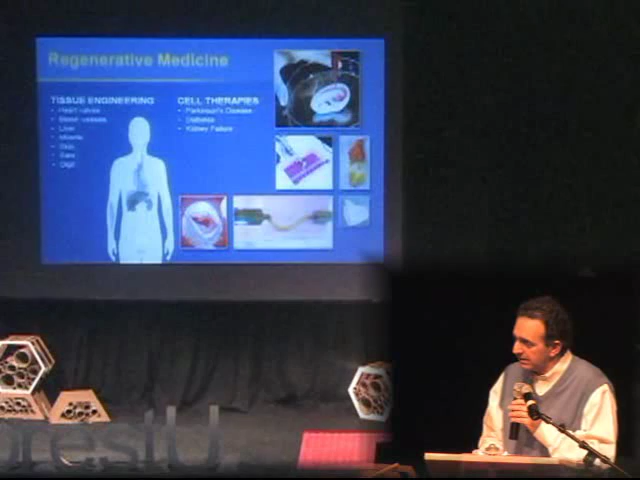 Regenerative Medicine
TISSUE ENGINEERING
Heart valves
Blood vessels
Liver
Muscle
Skin
Ears
Digit
CELL THERAPIES
Parkinson's Disease
Diabetes
Kidney Failure